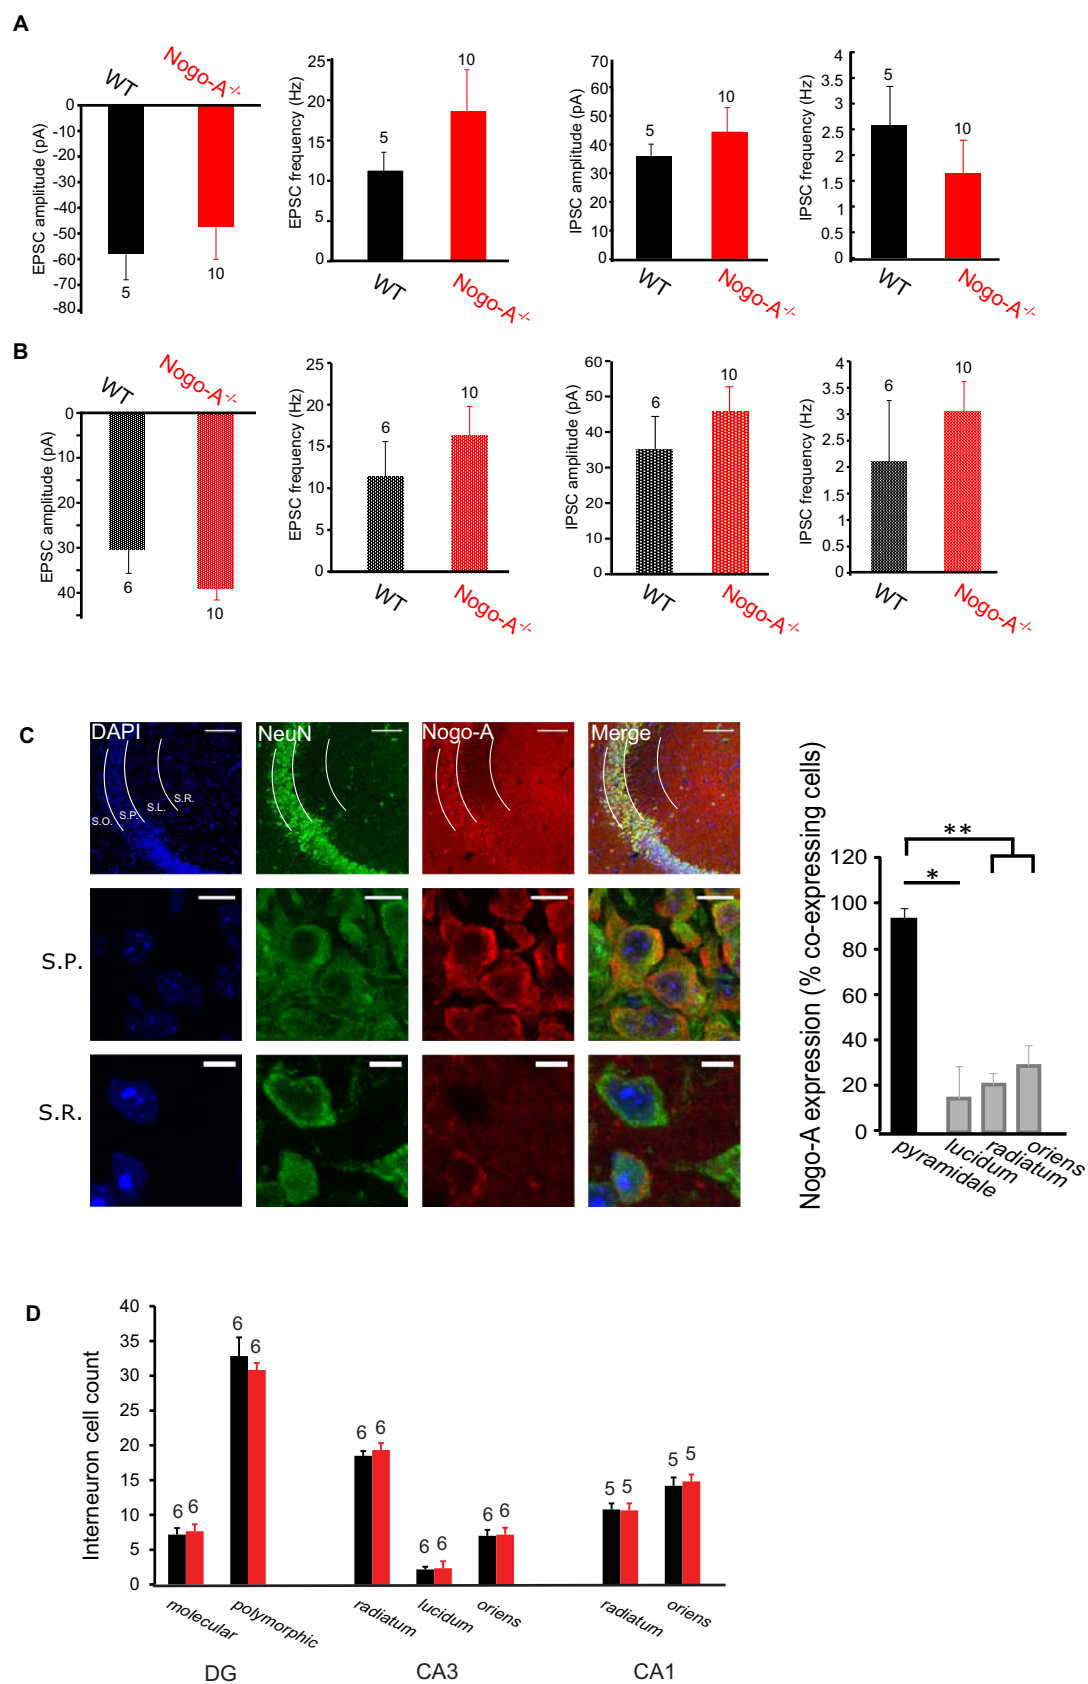 A
WT
Nogo-A-/-
EPSC amplitude (pA)
0
-10
-20
-30
-40
-50
-60
-70
-80
5
10
EPSC frequency (Hz)
25
20
15
10
5
0
5
10
WT
Nogo-A-/-
IPSC amplitude (pA)
70
60
50
40
30
20
10
0
5
10
WT
Nogo-A-/-
IPSC frequency (Hz)
4
3.5
3
2.5
2
1.5
1
0.5
0
5
10
WT
Nogo-A-/-
B
WT
Nogo-A-/-
EPSC amplitude (pA)
0
10
20
30
40
6
10
EPSC frequency (Hz)
25
20
15
10
5
0
6
10
WT
Nogo-A-/-
IPSC amplitude (pA)
60
50
40
30
20
10
0
6
10
WT
Nogo-A-/-
IPSC frequency (Hz)
4
3.5
3
2.5
2
1.5
1
0.5
0
6
10
WT
Nogo-A-/-
C
DAPI
NeuN
Nogo-A
Merge
S.O.
S.P.
S.L.
S.R.
S.P.
S.R.
Nogo-A expression (% co-expressing cells)
120
100
80
60
40
20
0
**
*
pyramidale
lucidum
radiatum
oriens
D
Interneuron cell count
40
35
30
25
20
15
10
5
0
6 6
6 6
6 6
6 6
6 6
5 5
5 5
molecular
polymorphic
radiatum
lucidum
oriens
radiatum
oriens
DG
CA3
CA1